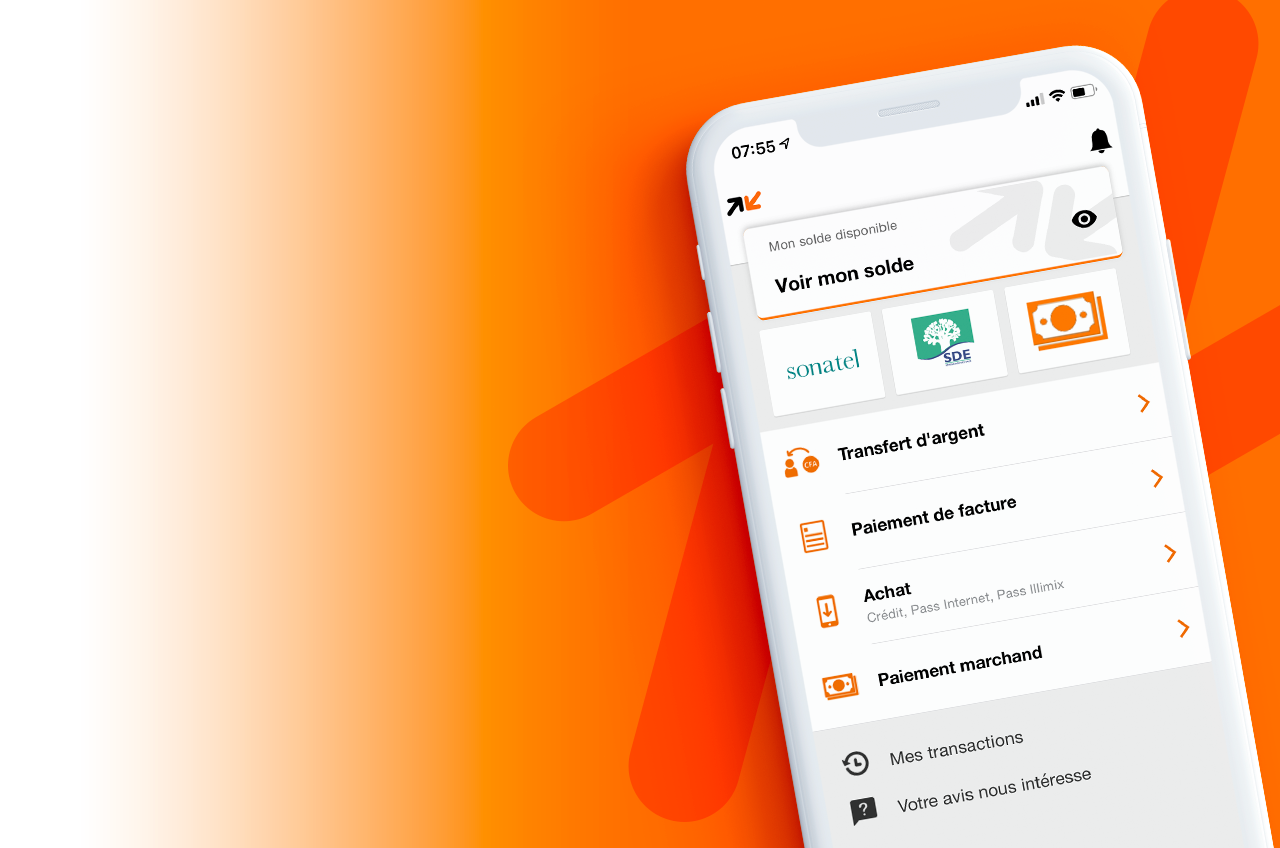 07:55
Mon solde disponible
Voir mon solde
sonatel
SDE
Transfert d'argent
CFA
Paiement de facture
Achat
Crédit, Pass Internet, Pass Illimix
Paiement marchand
Mes transactions
?
Votre avis nous intéresse